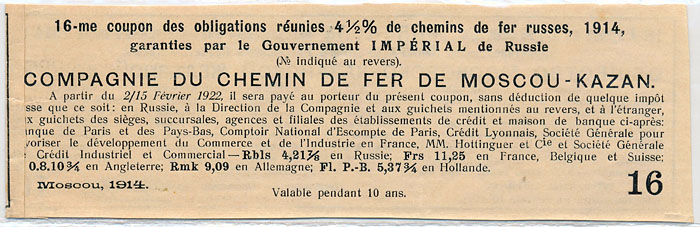 16-me coupon des obligations réunies 4½% de chemins de fer russes, 1914,
garanties par le Gouvernement IMPÉRIAL de Russie
(№ indiqué au revers).
COMPAGNIE DU CHEMIN DE FER DE MOSCOU-KAZAN.
A partir du 2/15 Février 1922, il sera payé au porteur du présent coupon, sans déduction de quelque impôt
sse que ce soit: en Russie, à la Direction de la Compagnie et aux guichets mentionnés au revers, et à l'étranger,
x guichets des sièges, succursales, agences et filiales des établissements de crédit et maison de banque ci-après:
nque de Paris et des Pays-Bas, Comptoir National d'Escompte de Paris, Crédit Lyonnais, Société Générale pour
voriser le développement du Commerce et de l'Industrie en France, MM. Hottinguer et Cie et Société Générale
Crédit Industriel et Commercial—Rbls 4,21⅞ en Russie; Frs 11,25 en France, Belgique et Suisse;
0.8.10¾ en Angleterre; Rmk 9,09 en Allemagne; Fl. P.-B. 5,37¾ en Hollande.
Moscou, 1914.
Valable pendant 10 ans.
16